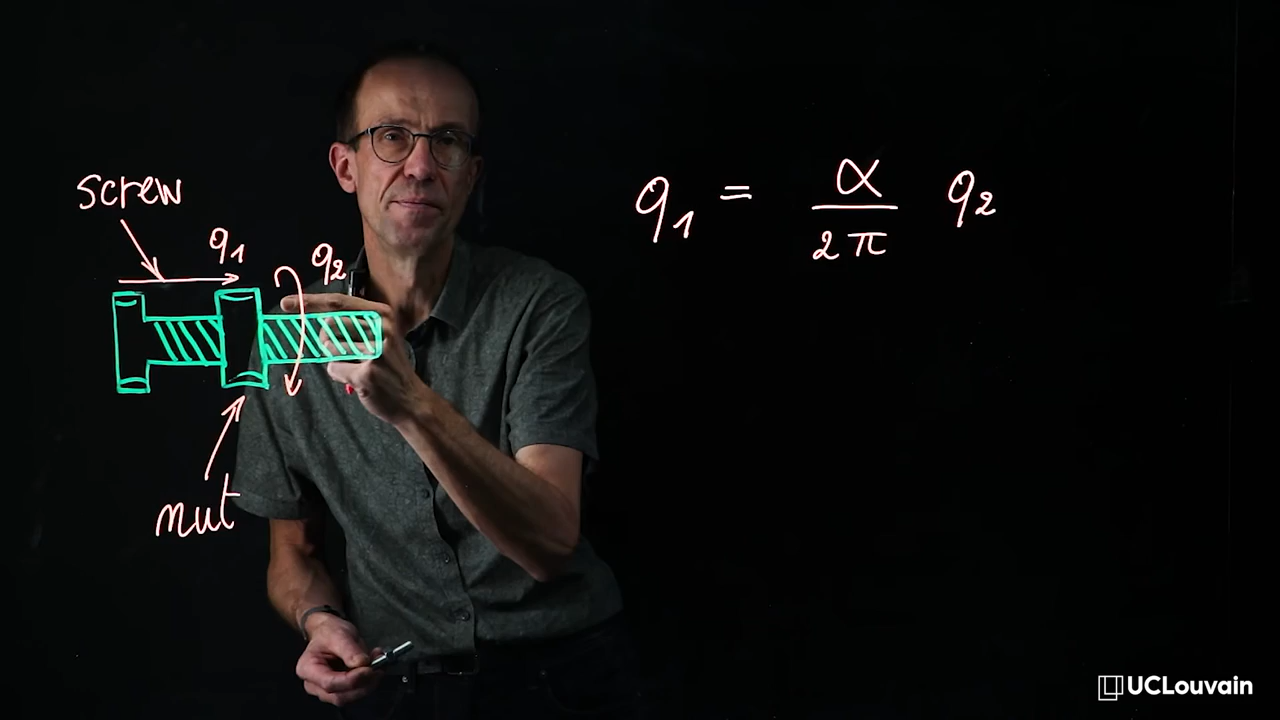 screw
q1
q2
nut
q1 = α/2π q2
UCLouvain